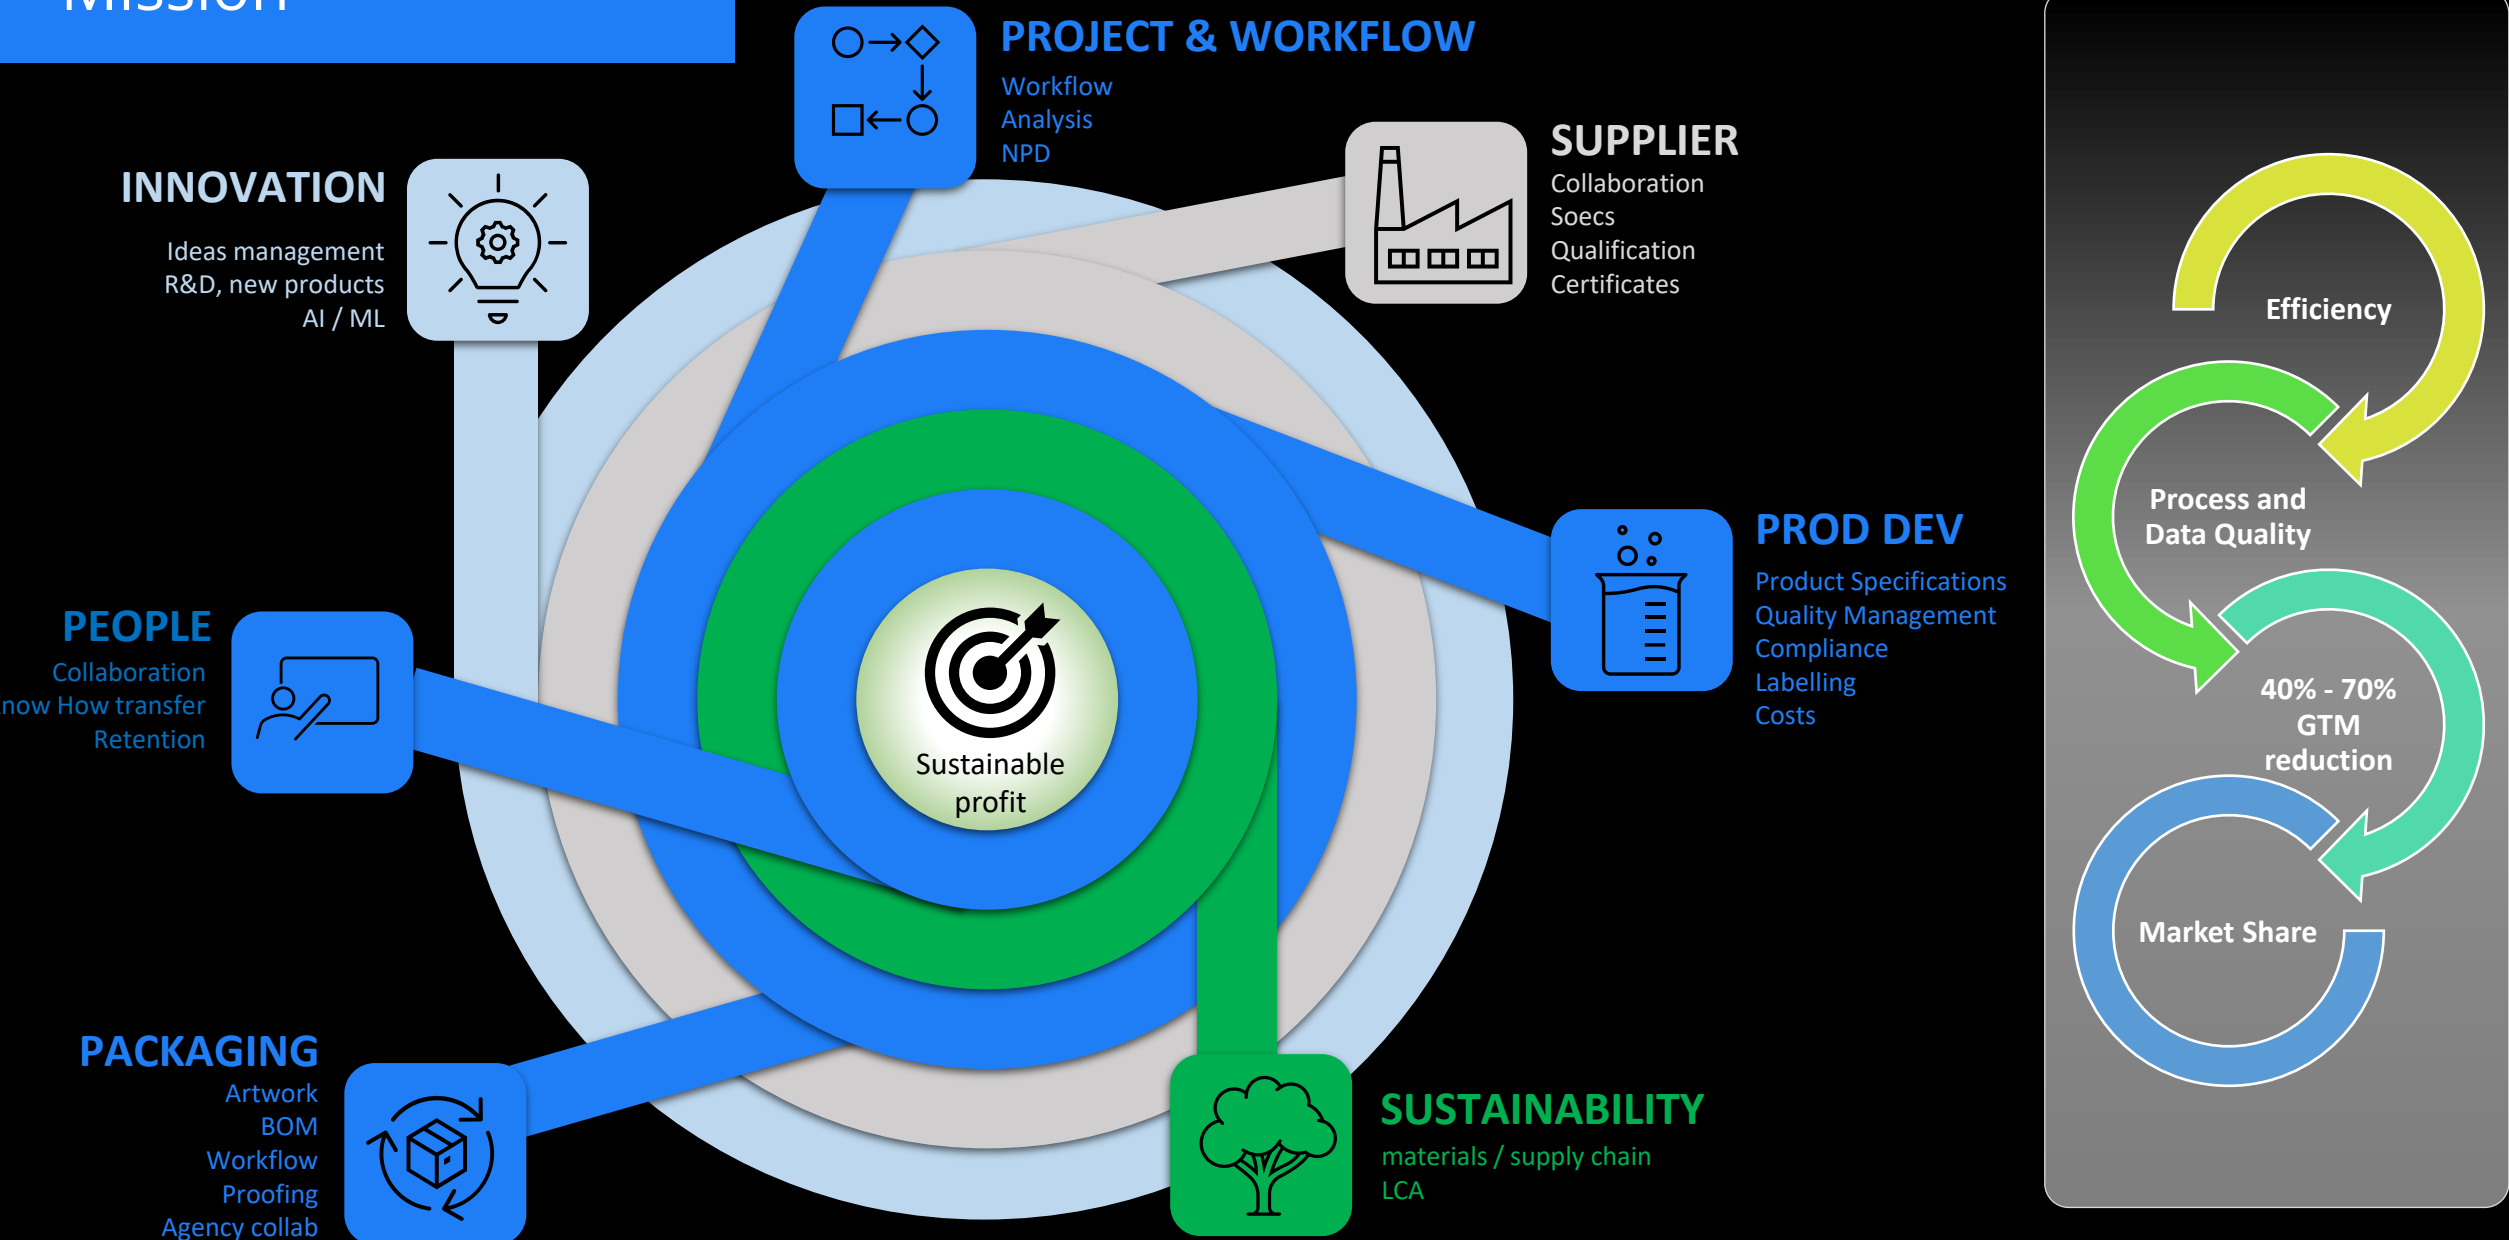 Mission
PROJECT & WORKFLOW
Workflow
Analysis
NPD
SUPPLIER
Collaboration
Soecs
Qualification
Certificates
INNOVATION
Ideas management
R&D, new products
AI / ML
Efficiency
Process and
Data Quality
40% - 70%
GTM
reduction
Market Share
PROD DEV
Product Specifications
Quality Management
Compliance
Labelling
Costs
PEOPLE
Collaboration
now How transfer
Retention
Sustainable
profit
PACKAGING
Artwork
BOM
Workflow
Proofing
Agency collab
SUSTAINABILITY
materials / supply chain
LCA